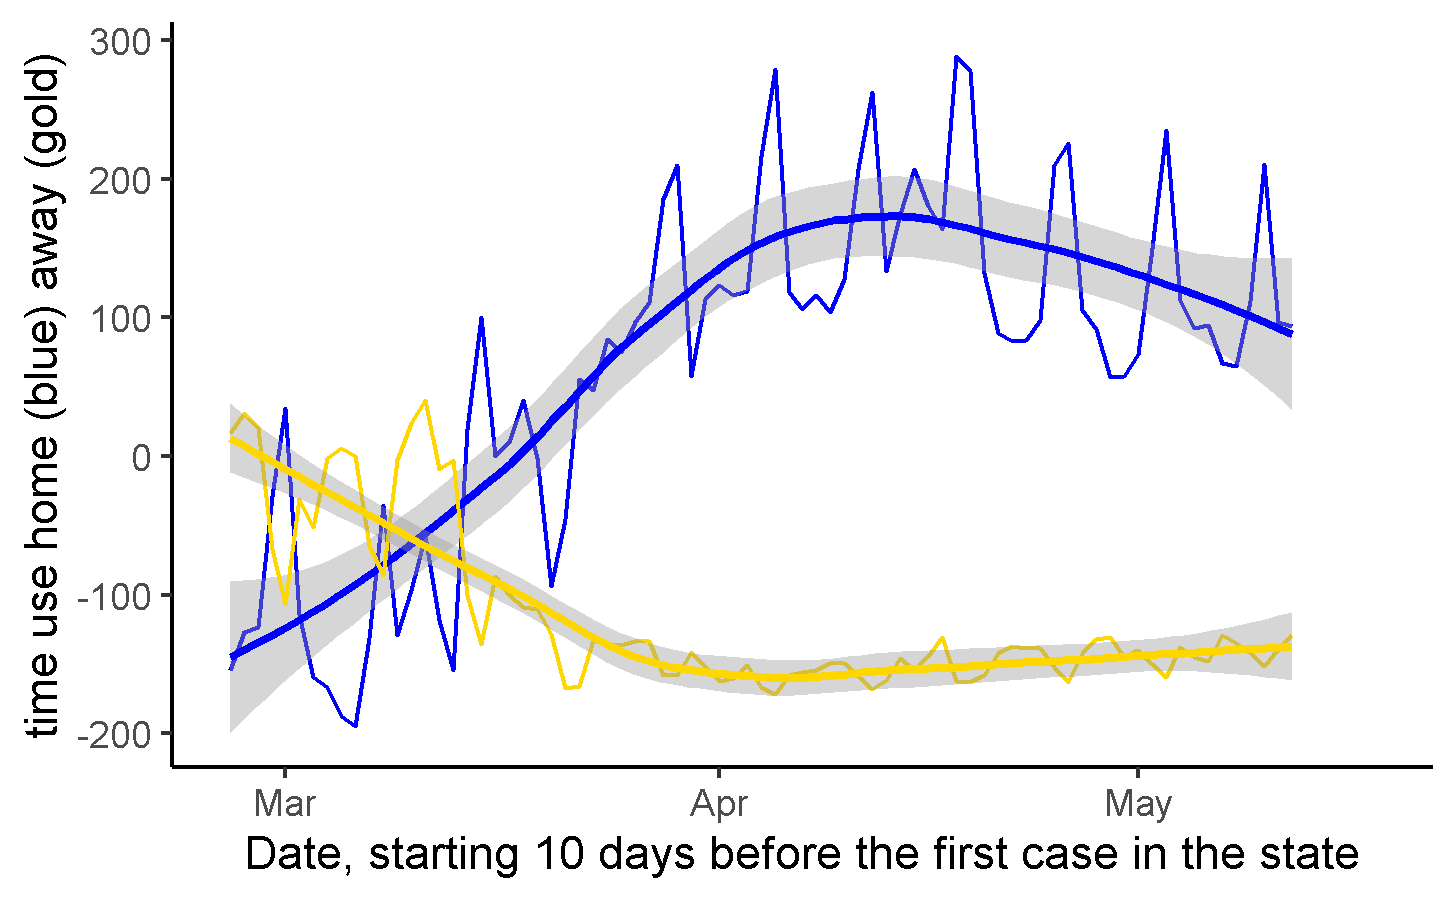 time use home (blue) away (gold)
300
200
100
0
-100
-200
Mar Apr May
Date, starting 10 days before the first case in the state